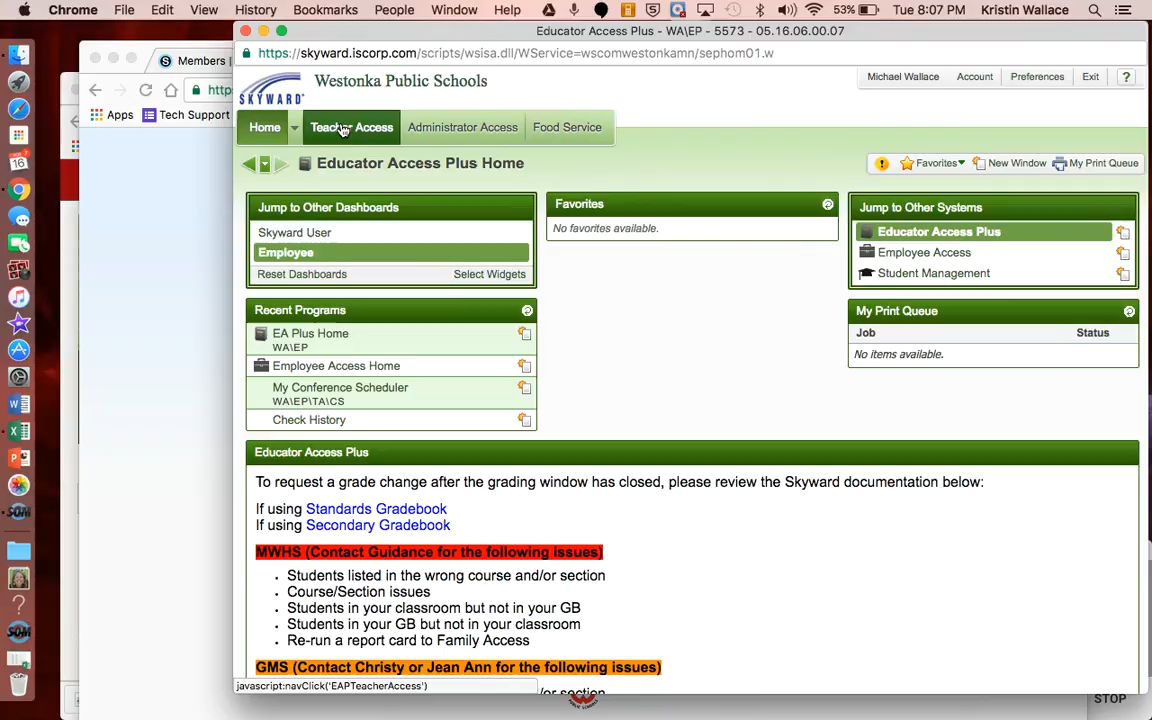 Chrome File Edit View History Bookmarks People Window Help 53% Tue 8:07 PM Kristin Wallace
Educator Access Plus - WA\EP - 5573 - 05.16.06.00.07
https://skyward.iscorp.com/scripts/wsisa.dll/WService=wscomwestonkamn/sephom01.w
Members
http
Apps Tech Support
SKYWARD
Westonka Public Schools
Michael Wallace Account Preferences Exit ?
Home Teacher Access Administrator Access Food Service
Educator Access Plus Home
Favorites New Window My Print Queue
Jump to Other Dashboards
Skyward User
Employee
Reset Dashboards Select Widgets
Favorites
No favorites available.
Jump to Other Systems
Educator Access Plus
Employee Access
Student Management
Recent Programs
EA Plus Home
WA\EP
Employee Access Home
My Conference Scheduler
WA\EP\TA\CS
Check History
My Print Queue
Job Status
No items available.
Educator Access Plus
To request a grade change after the grading window has closed, please review the Skyward documentation below:
If using Standards Gradebook
If using Secondary Gradebook
MWHS (Contact Guidance for the following issues)
Students listed in the wrong course and/or section
Course/Section issues
Students in your classroom but not in your GB
Students in your GB but not in your classroom
Re-run a report card to Family Access
GMS (Contact Christy or Jean Ann for the following issues)
/or section
javascript:navClick('EAPTeacherAccess')
16
SOM
SOM
PUBLIC SCHOOLS
STOP